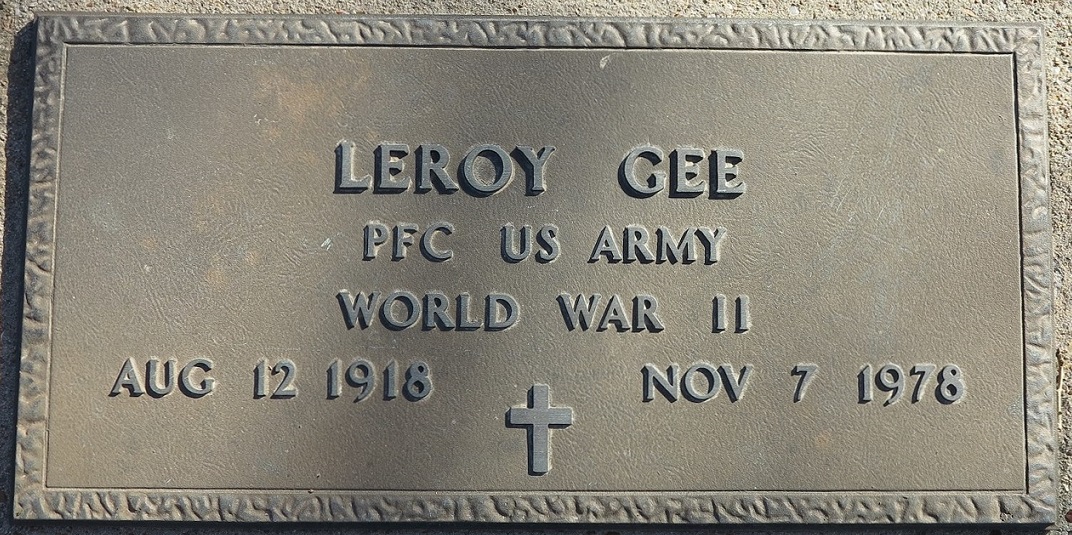 LEROY GEE
PFC US ARMY
WORLD WAR II
AUG 12 1918 NOV 7 1978